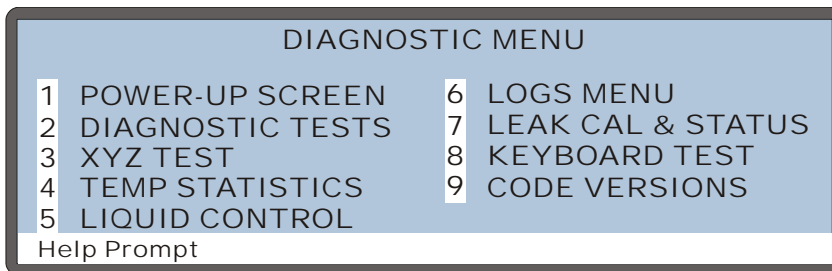 DIAGNOSTIC MENU
1 POWER-UP SCREEN
2 DIAGNOSTIC TESTS
3 XYZ TEST
4 TEMP STATISTICS
5 LIQUID CONTROL
6 LOGS MENU
7 LEAK CAL & STATUS
8 KEYBOARD TEST
9 CODE VERSIONS
Help Prompt